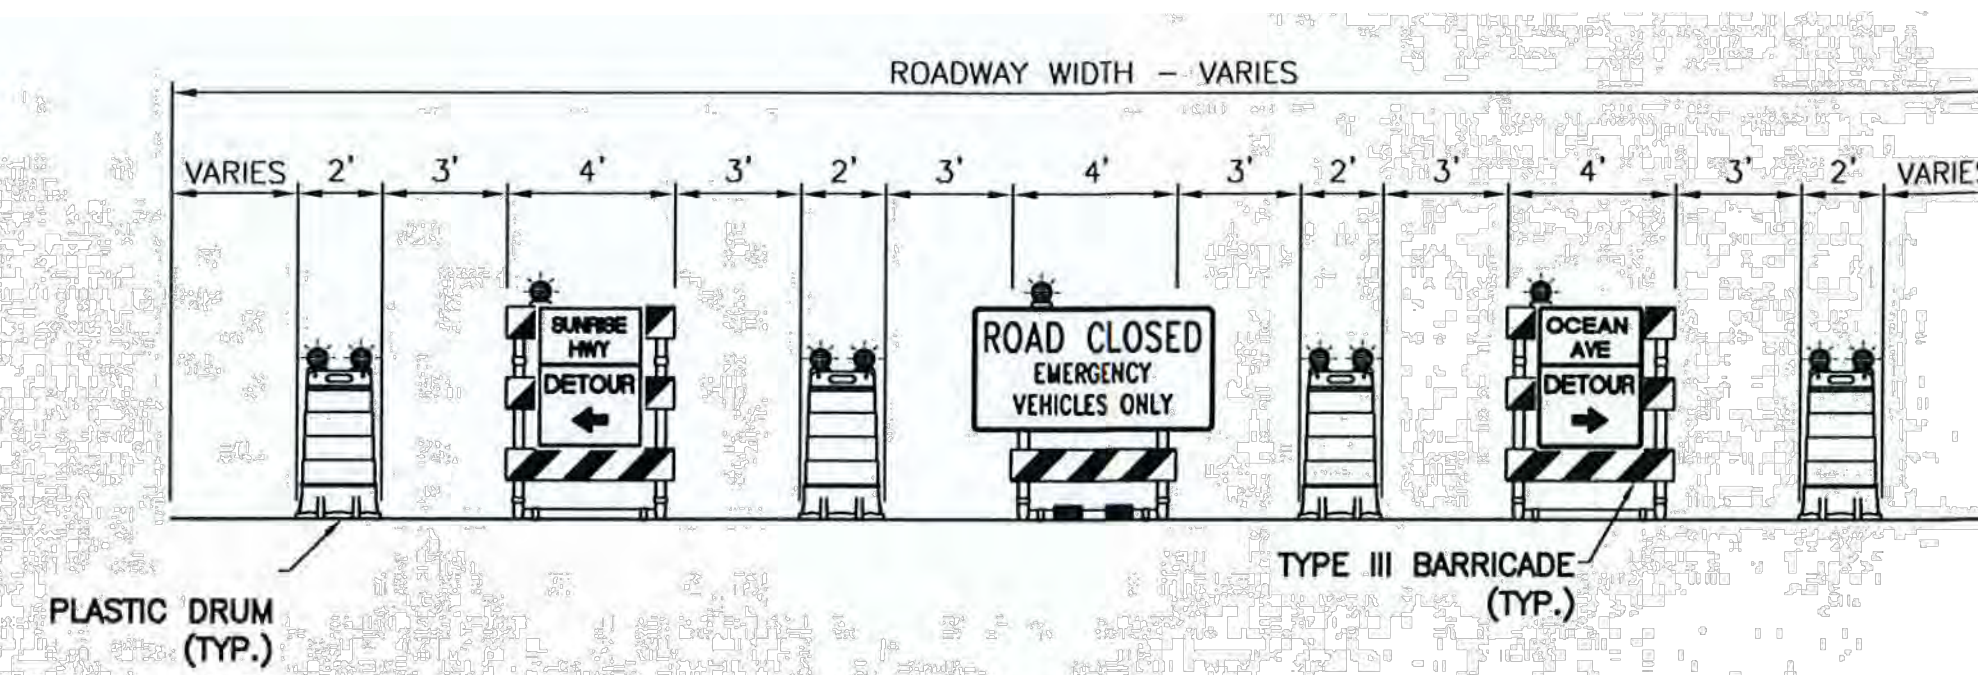 ROADWAY WIDTH - VARIES
VARIES 2' 3' 4' 3' 2' 3' 4' 3' 2' 3' 4' 3' 2' VARIES
SUNRISE
HWY
DETOUR
ROAD CLOSED
EMERGENCY
VEHICLES ONLY
OCEAN
AVE
DETOUR
PLASTIC DRUM
(TYP.)
TYPE III BARRICADE
(TYP.)